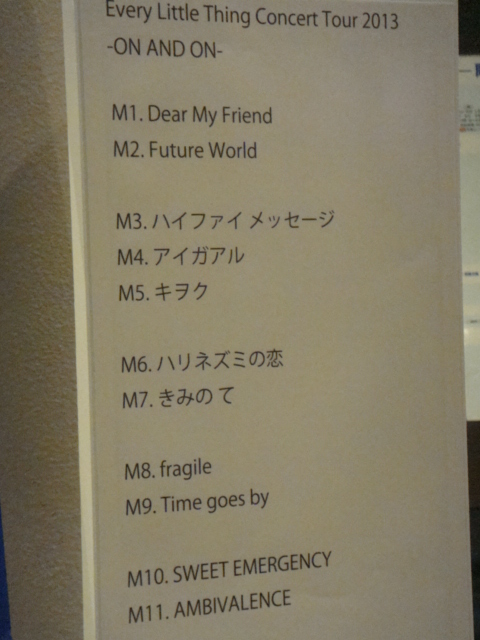 Every Little Thing Concert Tour 2013
-ON AND ON-
M1. Dear My Friend
M2. Future World
M3. ハイファイ メッセージ
M4. アイガアル
M5. キヲク
M6. ハリネズミの恋
M7. きみの て
M8. fragile
M9. Time goes by
M10. SWEET EMERGENCY
M11. AMBIVALENCE